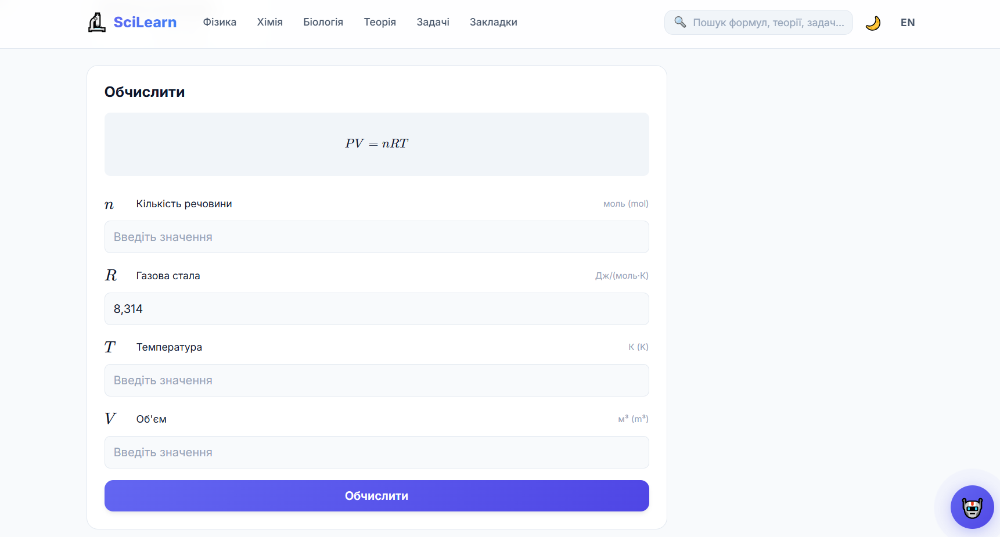 SciLearn Фізика Хімія Біологія Теорія Задачі Закладки Пошук формул, теорії, задач... EN
Обчислити
PV = nRT
n Кількість речовини моль (mol)
Введіть значення
R Газова стала Дж/(моль·К)
8,314
T Температура К (K)
Введіть значення
V Об'єм м³ (m³)
Введіть значення
Обчислити